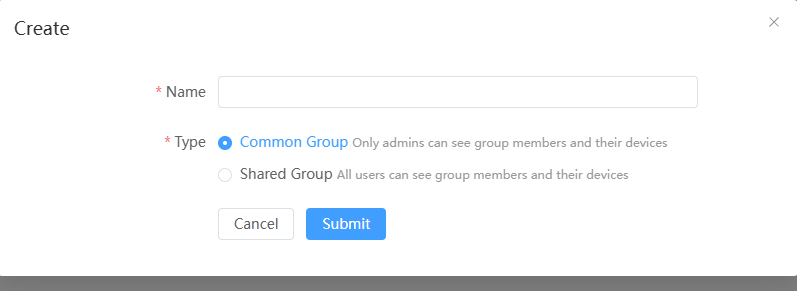 Create
* Name
* Type
Common Group Only admins can see group members and their devices
Shared Group All users can see group members and their devices
Cancel Submit